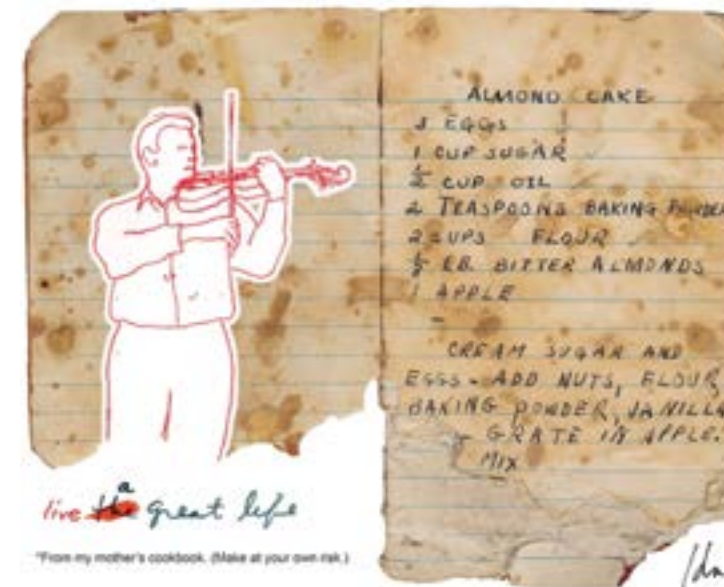 ALMOND CAKE
3 EGGS
1 CUP SUGAR
½ CUP OIL
2 TEASPOONS BAKING POWDER
2 CUPS FLOUR
½ LB. BITTER ALMONDS
1 APPLE
CREAM SUGAR AND
EGGS - ADD NUTS, FLOUR,
BAKING POWDER, VANILLA
GRATE IN APPLE.
MIX
live a great life
*From my mother's cookbook. (Make at your own risk.)